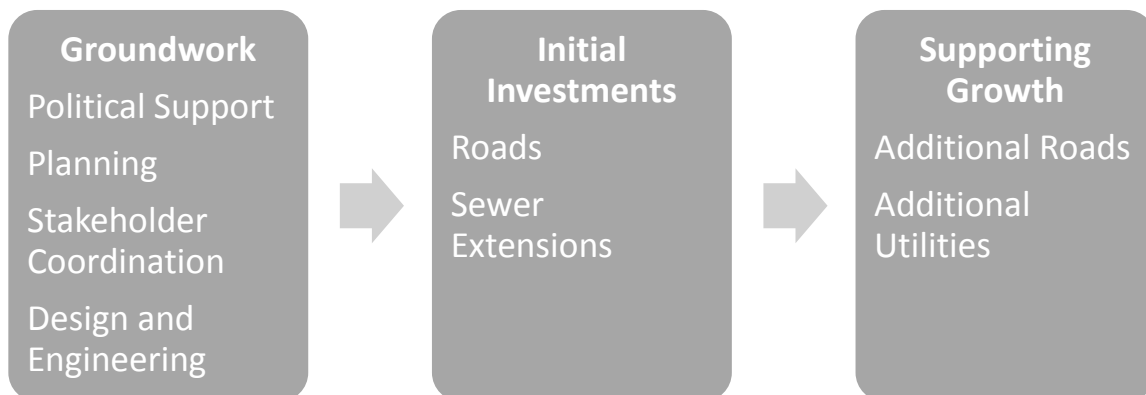 Groundwork
Political Support
Planning
Stakeholder
Coordination
Design and
Engineering
Initial
Investments
Roads
Sewer
Extensions
Supporting
Growth
Additional Roads
Additional
Utilities